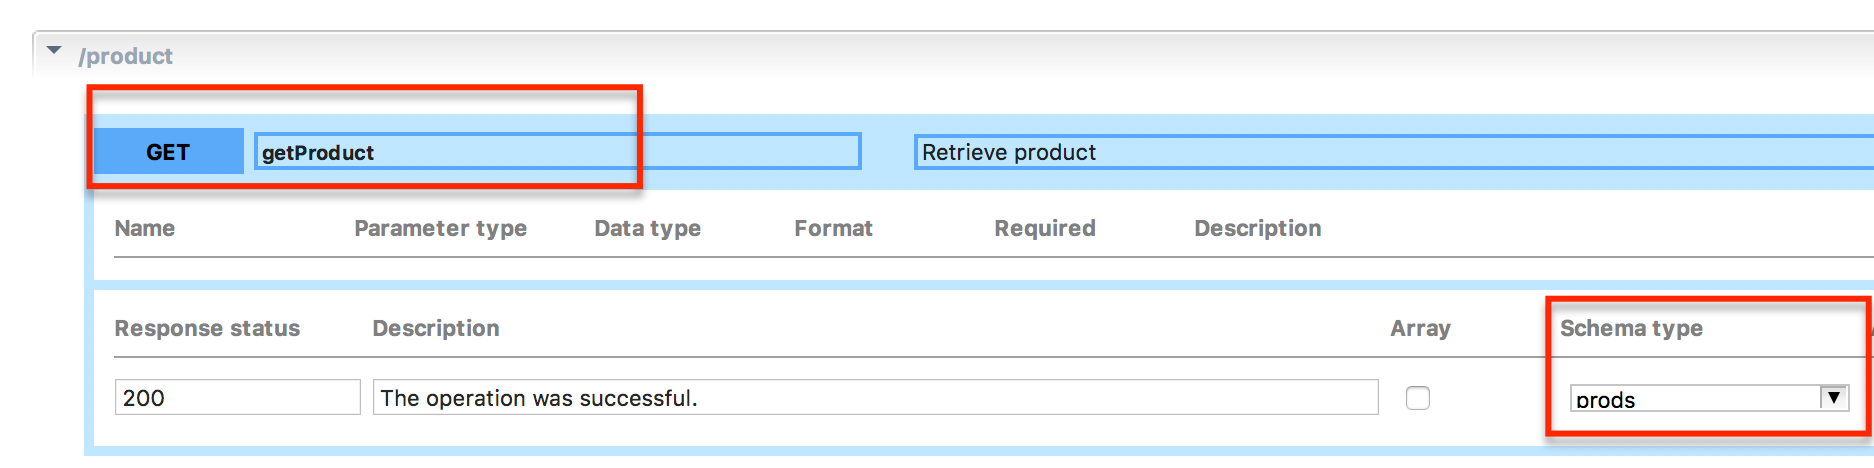 /product
GET getProduct Retrieve product
Name Parameter type Data type Format Required Description
Response status Description Array Schema type
200 The operation was successful. prods